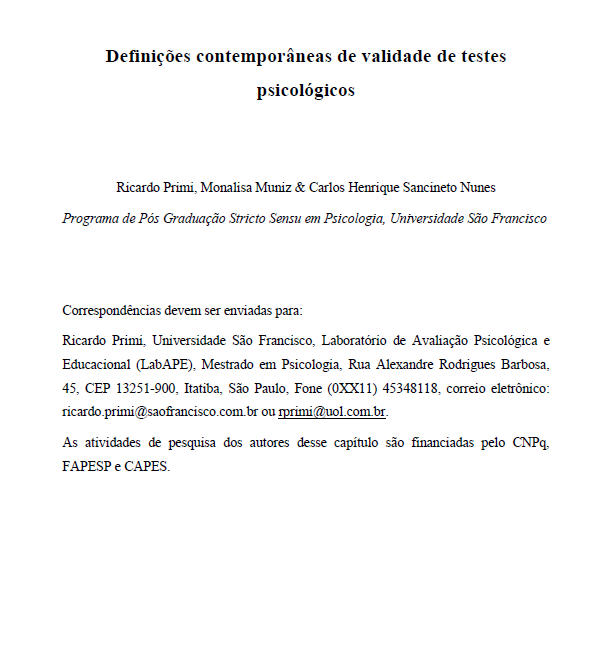 Definições contemporâneas de validade de testes
psicológicos
Ricardo Primi, Monalisa Muniz & Carlos Henrique Sancineto Nunes
Programa de Pós Graduação Stricto Sensu em Psicologia, Universidade São Francisco
Correspondências devem ser enviadas para:
Ricardo Primi, Universidade São Francisco, Laboratório de Avaliação Psicológica e
Educacional (LabAPE), Mestrado em Psicologia, Rua Alexandre Rodrigues Barbosa,
45, CEP 13251-900, Itatiba, São Paulo, Fone (0XX11) 45348118, correio eletrônico:
ricardo.primi@saofrancisco.com.br ou rprimi@uol.com.br.
As atividades de pesquisa dos autores desse capítulo são financiadas pelo CNPq,
FAPESP e CAPES.